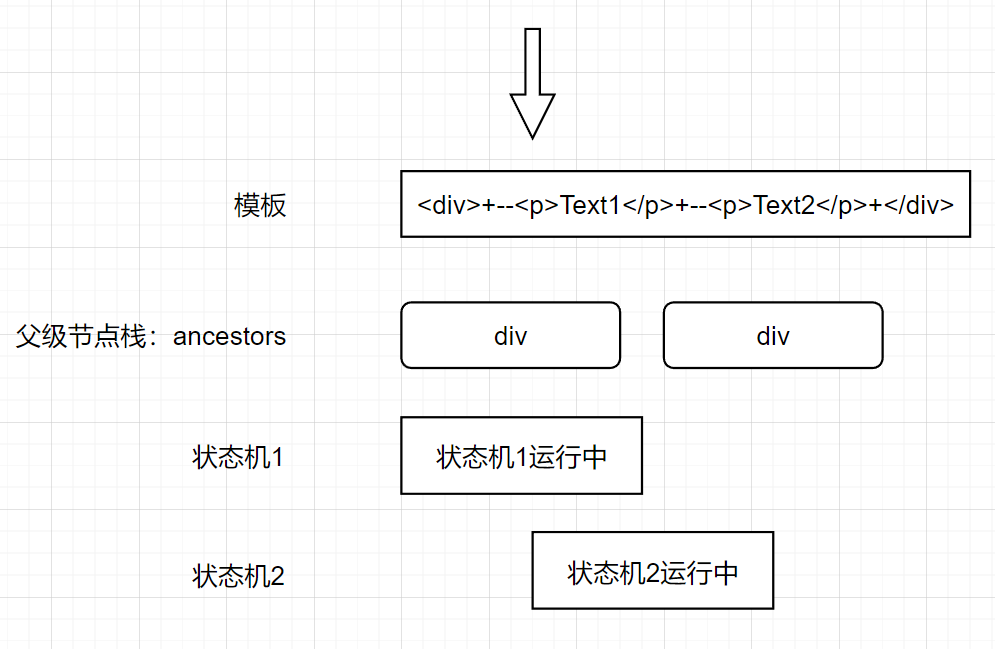 模板
<div>+--<p>Text1</p>+--<p>Text2</p>+</div>
父级节点栈：ancestors
div
div
状态机1
状态机1运行中
状态机2
状态机2运行中